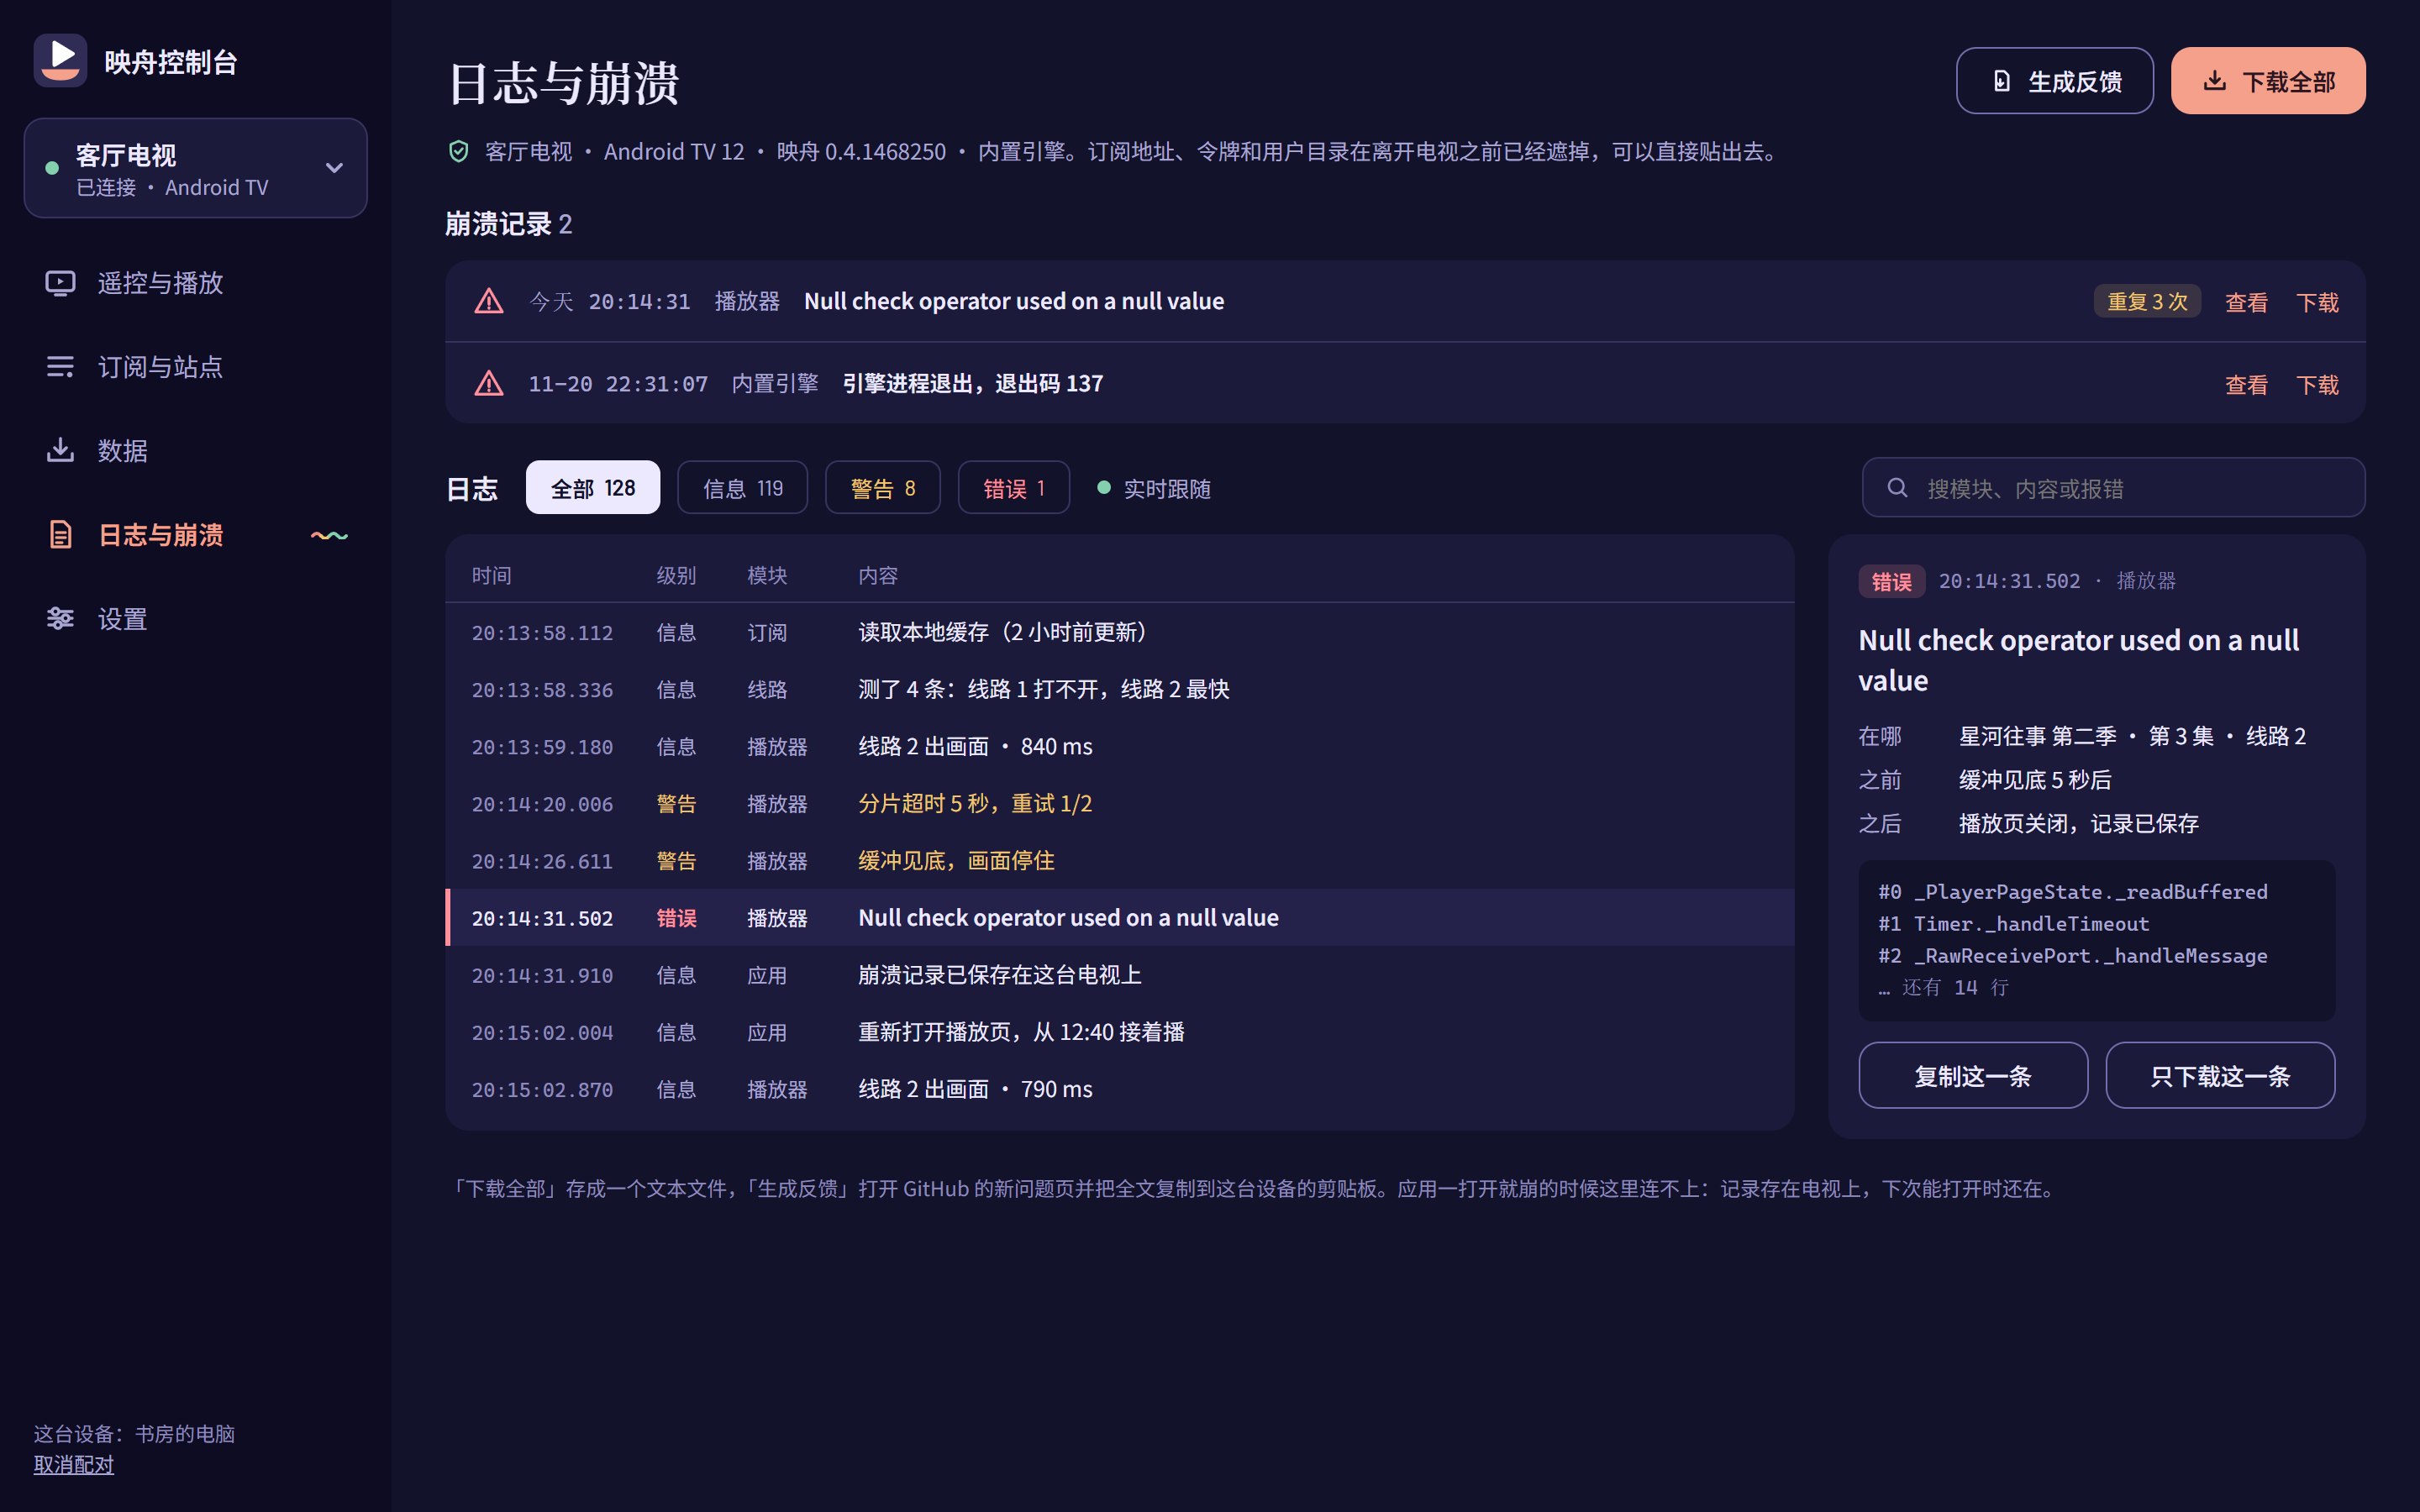 映舟控制台
客厅电视
已连接 · Android TV
遥控与播放
订阅与站点
数据
日志与崩溃
设置
这台设备：书房的电脑
取消配对
日志与崩溃
生成反馈
下载全部
客厅电视 · Android TV 12 · 映舟 0.4.1468250 · 内置引擎。订阅地址、令牌和用户目录在离开电视之前已经遮掉，可以直接贴出去。
崩溃记录 2
今天 20:14:31 播放器 Null check operator used on a null value 重复 3 次 查看 下载
11-20 22:31:07 内置引擎 引擎进程退出，退出码 137 查看 下载
日志 全部 128 信息 119 警告 8 错误 1 实时跟随 搜模块、内容或报错
时间 级别 模块 内容
20:13:58.112 信息 订阅 读取本地缓存（2 小时前更新）
20:13:58.336 信息 线路 测了 4 条：线路 1 打不开，线路 2 最快
20:13:59.180 信息 播放器 线路 2 出画面 · 840 ms
20:14:20.006 警告 播放器 分片超时 5 秒，重试 1/2
20:14:26.611 警告 播放器 缓冲见底，画面停住
20:14:31.502 错误 播放器 Null check operator used on a null value
20:14:31.910 信息 应用 崩溃记录已保存在这台电视上
20:15:02.004 信息 应用 重新打开播放页，从 12:40 接着播
20:15:02.870 信息 播放器 线路 2 出画面 · 790 ms
错误 20:14:31.502 · 播放器
Null check operator used on a null
value
在哪 星河往事 第二季 · 第 3 集 · 线路 2
之前 缓冲见底 5 秒后
之后 播放页关闭，记录已保存
#0 _PlayerPageState._readBuffered
#1 Timer._handleTimeout
#2 _RawReceivePort._handleMessage
… 还有 14 行
复制这一条
只下载这一条
「下载全部」存成一个文本文件，「生成反馈」打开 GitHub 的新问题页并把全文复制到这台设备的剪贴板。应用一打开就崩的时候这里连不上：记录存在电视上，下次能打开时还在。